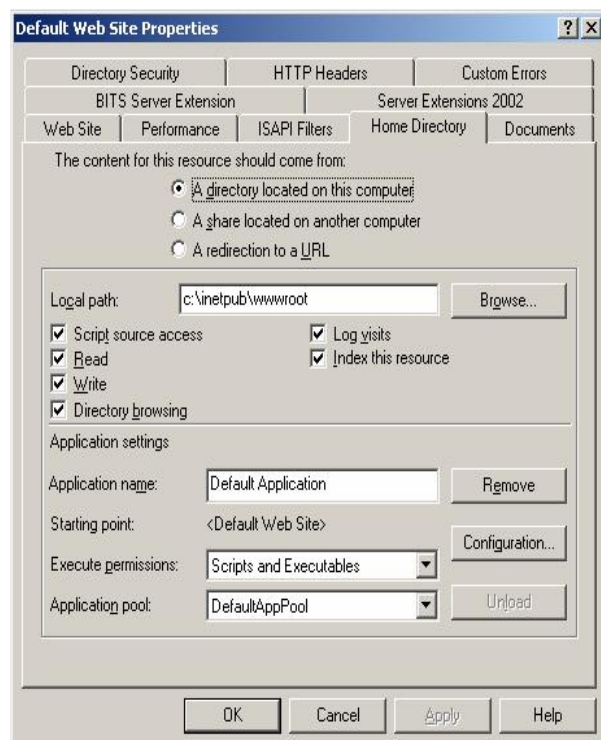 Default Web Site Properties
Directory Security HTTP Headers Custom Errors
BITS Server Extension Server Extensions 2002
Web Site Performance ISAPI Filters Home Directory Documents
The content for this resource should come from:
A directory located on this computer
A share located on another computer
A redirection to a URL
Local path: c:\inetpub\wwwroot Browse...
Script source access Log visits
Read Index this resource
Write
Directory browsing
Application settings
Application name: Default Application Remove
Starting point: <Default Web Site>
Configuration...
Execute permissions: Scripts and Executables
Application pool: DefaultAppPool Unload
OK Cancel Apply Help